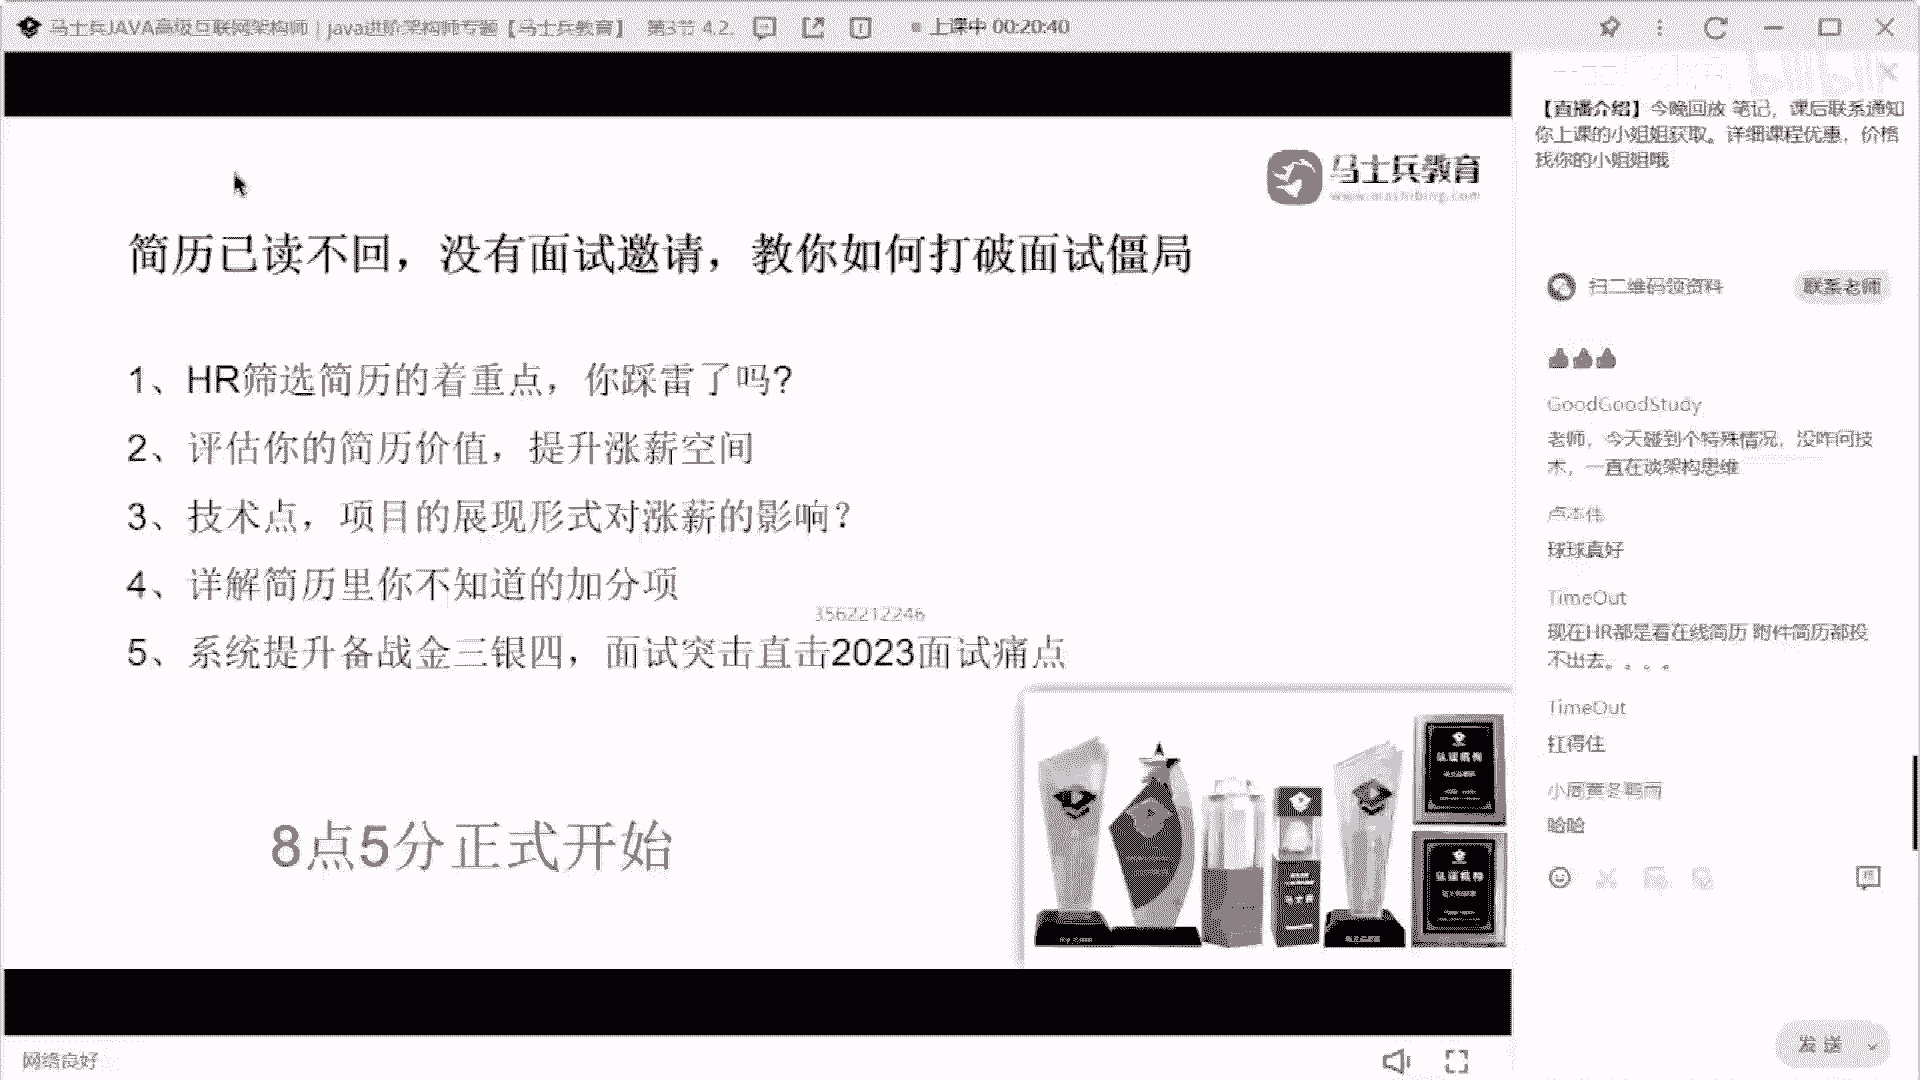 马士兵JAVA高级互联网架构师 | java进阶架构师专题【马士兵教育】 第3节 4.2.
上课中 00:20:40
马士兵教育
www.mashibing.com
简历已读不回，没有面试邀请，教你如何打破面试僵局
1、HR筛选简历的着重点，你踩雷了吗?
2、评估你的简历价值，提升涨薪空间
3、技术点，项目的展现形式对涨薪的影响？
4、详解简历里你不知道的加分项
3562212246
5、系统提升备战金三银四，面试突击直击2023面试痛点
8点5分正式开始
网络良好
bilibili
【直播介绍】今晚回放 笔记，课后联系通知
你上课的小姐姐获取。详细课程优惠，价格
找你的小姐姐哦
扫二维码领资料
联系老师
GoodGoodStudy
老师，今天碰到个特殊情况，没咋问技
术，一直在谈架构思维
卢本伟
球球真好
TimeOut
现在HR都是看在线简历 附件简历都投
不出去。。。。
TimeOut
扛得住
哈哈
发送